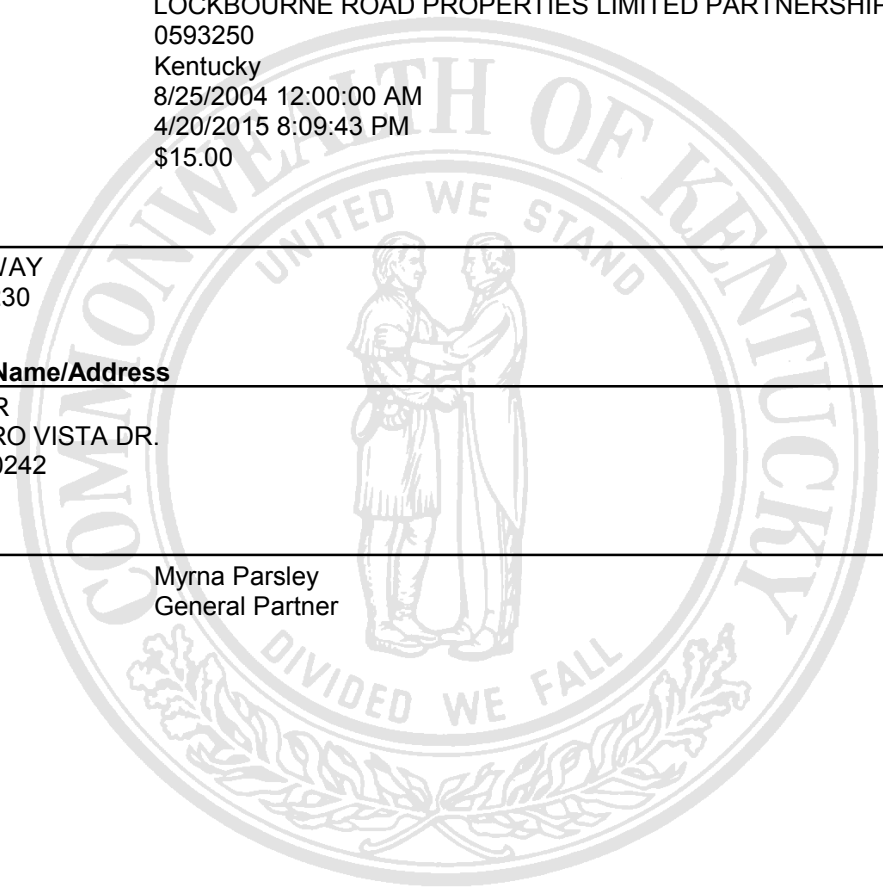 LOCKBOURNE ROAD PROPERTIES LIMITED PARTNERSHIP
0593250
Kentucky
8/25/2004 12:00:00 AM
4/20/2015 8:09:43 PM
$15.00
WAY
230
Name/Address
R
RO VISTA DR.
0242
Myrna Parsley
General Partner
COMMONWEALTH OF KENTUCKY
UNITED WE STAND
DIVIDED WE FALL